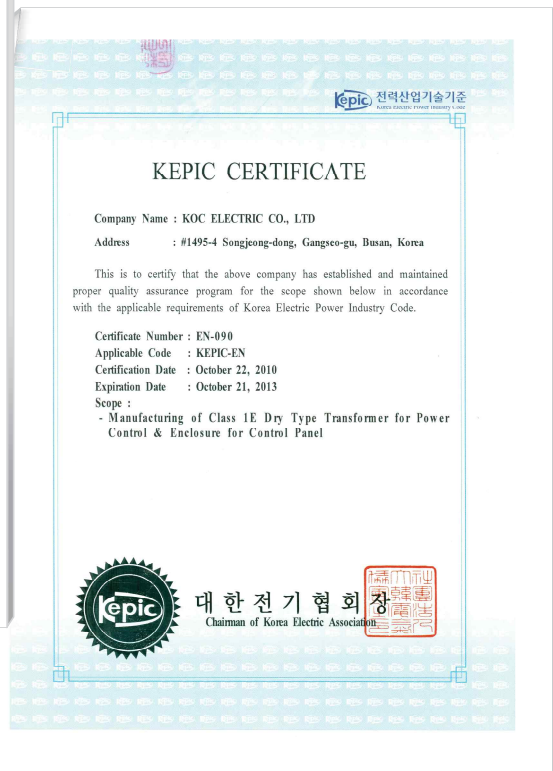 kepic 전력산업기술기준
Korea Electric Power Industry Code
KEPIC CERTIFICATE
Company Name : KOC ELECTRIC CO., LTD
Address : #1495-4 Songjeong-dong, Gangseo-gu, Busan, Korea
This is to certify that the above company has established and maintained
proper quality assurance program for the scope shown below in accordance
with the applicable requirements of Korea Electric Power Industry Code.
Certificate Number : EN-090
Applicable Code : KEPIC-EN
Certification Date : October 22, 2010
Expiration Date : October 21, 2013
Scope :
- Manufacturing of Class 1E Dry Type Transformer for Power
Control & Enclosure for Control Panel
kepic
대한전기협회장
Chairman of Korea Electric Association